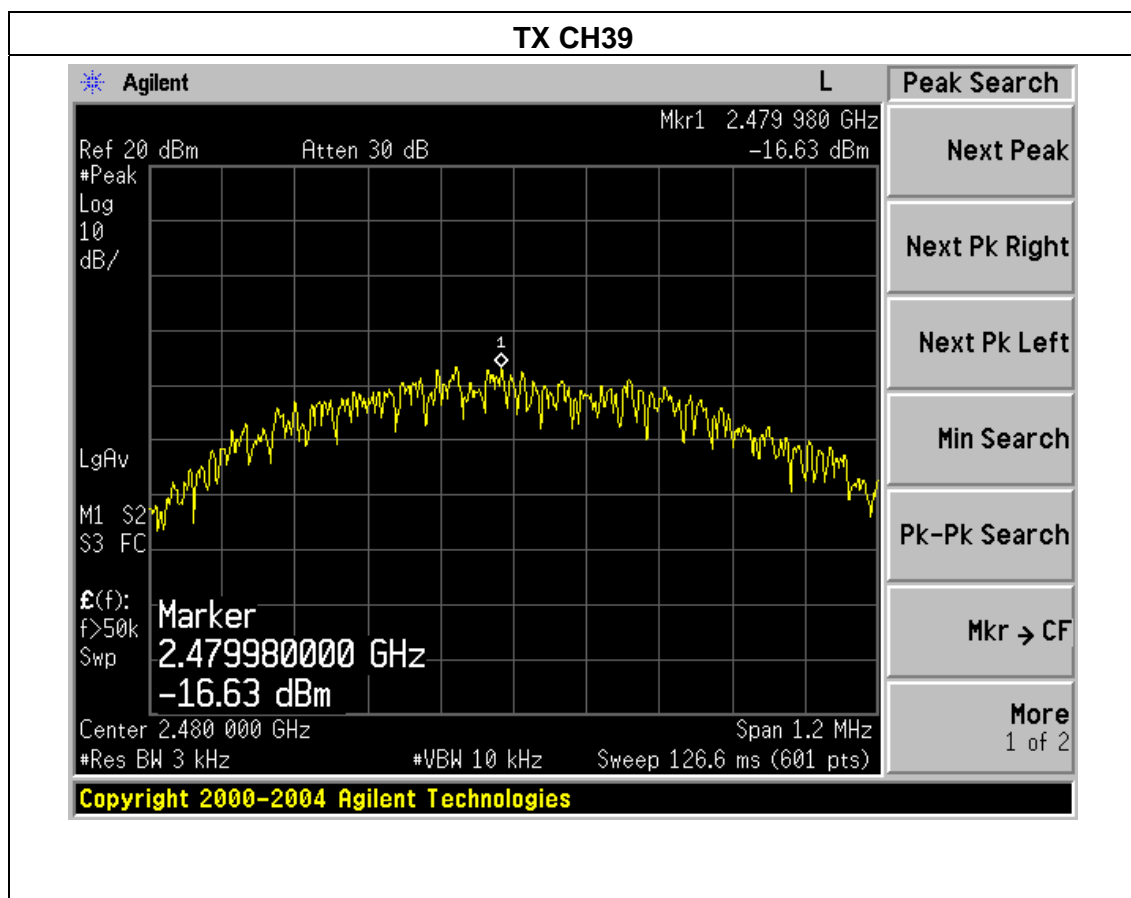 TX CH39
Agilent L Peak Search
Mkr1 2.479 980 GHz
Ref 20 dBm Atten 30 dB -16.63 dBm
#Peak
Log
10
dB/
1
LgAv
M1 S2
S3 FC
£(f):
f>50k
Swp
Marker
2.479980000 GHz
-16.63 dBm
Center 2.480 000 GHz Span 1.2 MHz
#Res BW 3 kHz #VBW 10 kHz Sweep 126.6 ms (601 pts)
Next Peak
Next Pk Right
Next Pk Left
Min Search
Pk-Pk Search
Mkr → CF
More
1 of 2
Copyright 2000-2004 Agilent Technologies